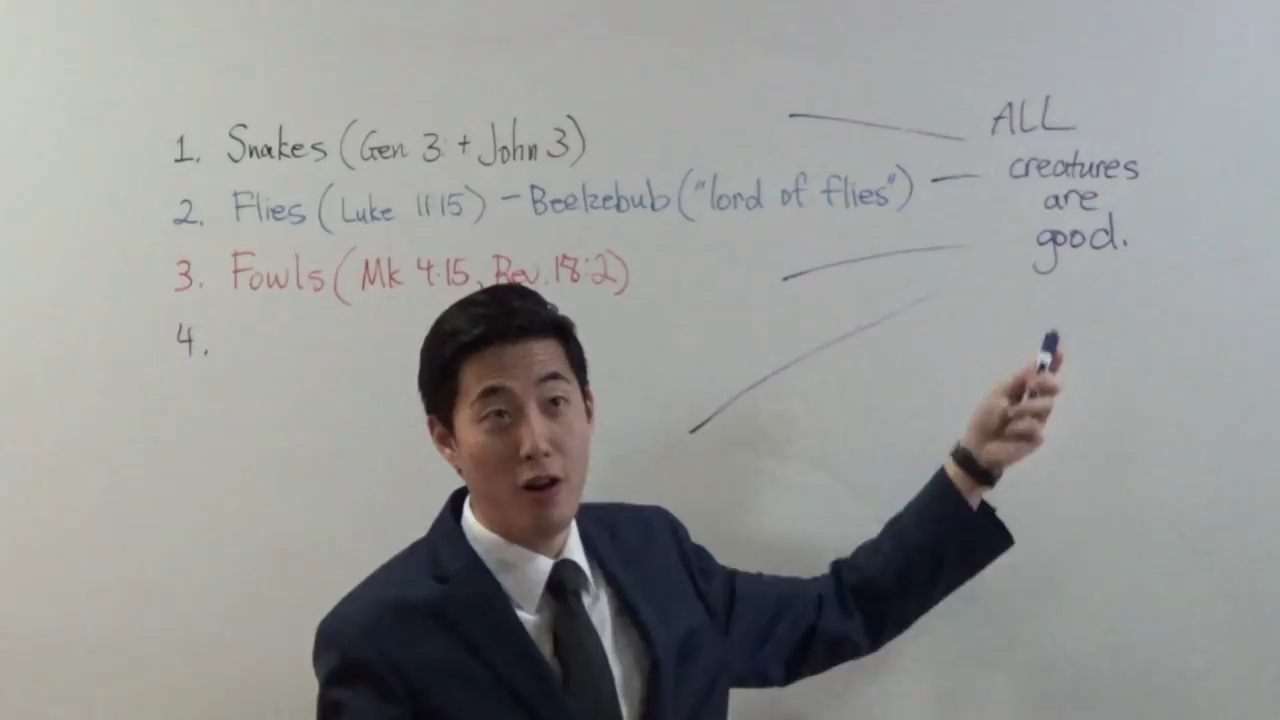 1. Snakes (Gen 3 + John 3)
2. Flies (Luke 11:15) - Beelzebub ("lord of flies")
3. Fowls (Mk 4:15, Rev. 18:2)
4.
ALL
creatures
are
good.